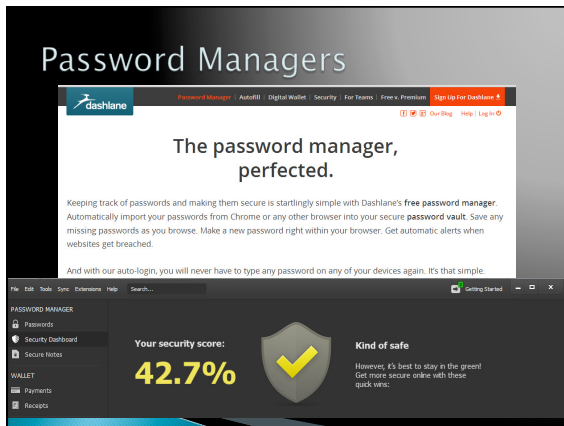 Password Managers
dashlane
Password Manager | Autofill | Digital Wallet | Security | For Teams | Free v. Premium Sign Up For Dashlane
Our Blog Help | Log In
The password manager,
perfected.
Keeping track of passwords and making them secure is startlingly simple with Dashlane's free password manager.
Automatically import your passwords from Chrome or any other browser into your secure password vault. Save any
missing passwords as you browse. Make a new password right within your browser. Get automatic alerts when
websites get breached.
And with our auto-login, you will never have to type any password on any of your devices again. It's that simple.
File Edit Tools Sync Extensions Help Search... Getting Started
PASSWORD MANAGER
Passwords
Security Dashboard
Secure Notes
WALLET
Payments
Receipts
Your security score:
42.7%
Kind of safe
However, it's best to stay in the green!
Get more secure online with these
quick wins: